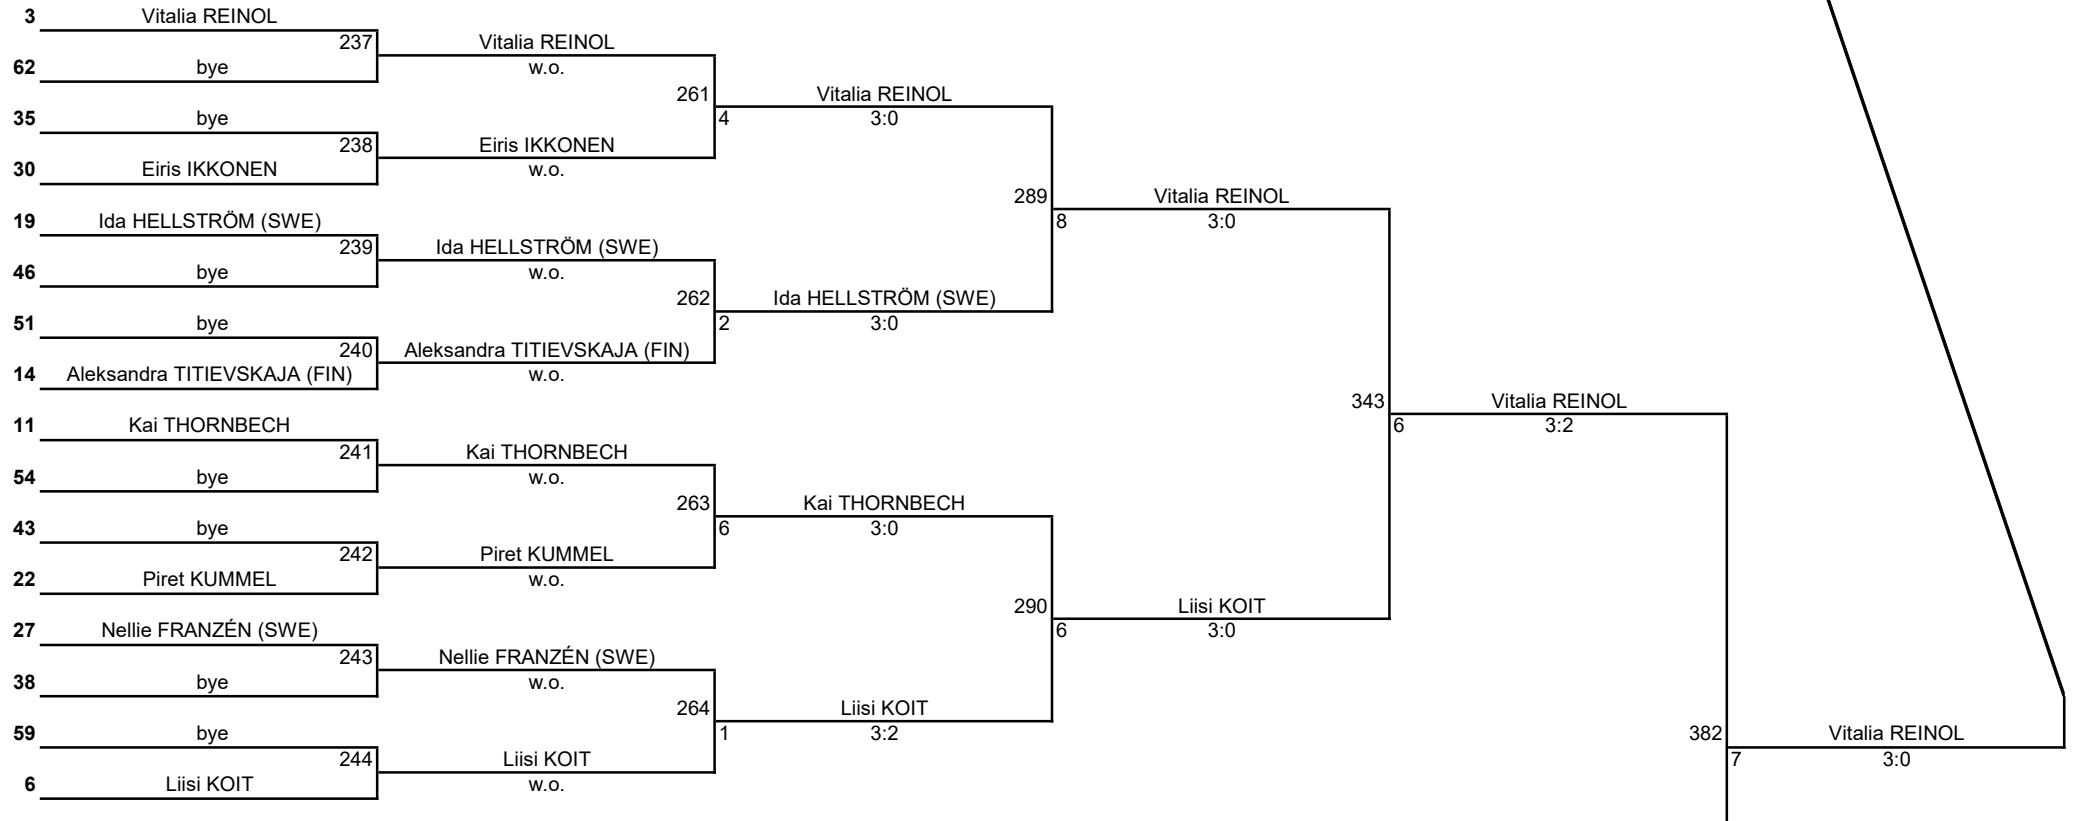 3 Vitalia REINOL
237 Vitalia REINOL
62 bye w.o.
261 Vitalia REINOL
35 bye 4 3:0
238 Eiris IKKONEN
30 Eiris IKKONEN w.o.
289 Vitalia REINOL
19 Ida HELLSTRÖM (SWE) 8 3:0
239 Ida HELLSTRÖM (SWE)
46 bye w.o.
262 Ida HELLSTRÖM (SWE)
51 bye 2 3:0
240 Aleksandra TITIEVSKAJA (FIN)
14 Aleksandra TITIEVSKAJA (FIN) w.o.
343 Vitalia REINOL
11 Kai THORNBECH 6 3:2
241 Kai THORNBECH
54 bye w.o.
263 Kai THORNBECH
43 bye 6 3:0
242 Piret KUMMEL
22 Piret KUMMEL w.o.
290 Liisi KOIT
27 Nellie FRANZÉN (SWE) 6 3:0
243 Nellie FRANZÉN (SWE)
38 bye w.o.
264 Liisi KOIT
59 bye 1 3:2 382 Vitalia REINOL
244 Liisi KOIT 7 3:0
6 Liisi KOIT w.o.